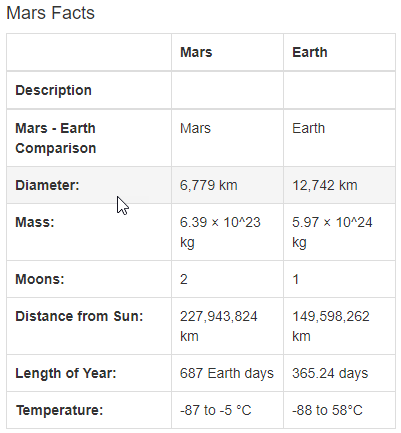 Mars Facts
Mars Earth
Description
Mars - Earth Mars Earth
Comparison
Diameter: 6,779 km 12,742 km
Mass: 6.39 × 10^23 5.97 × 10^24
kg kg
Moons: 2 1
Distance from Sun: 227,943,824 149,598,262
km km
Length of Year: 687 Earth days 365.24 days
Temperature: -87 to -5 °C -88 to 58°C